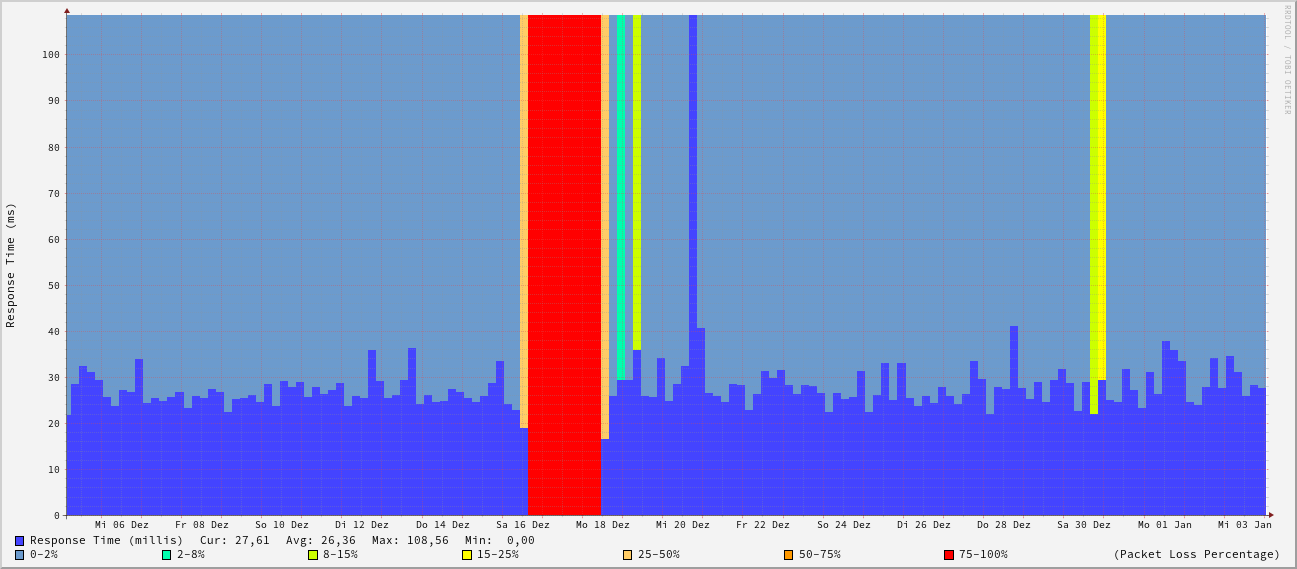 RRDTOOL / TOBI OETIKER
Response Time (ms)
100
90
80
70
60
50
40
30
20
10
0
Mi 06 Dez Fr 08 Dez So 10 Dez Di 12 Dez Do 14 Dez Sa 16 Dez Mo 18 Dez Mi 20 Dez Fr 22 Dez So 24 Dez Di 26 Dez Do 28 Dez Sa 30 Dez Mo 01 Jan Mi 03 Jan
Response Time (millis) Cur: 27,61 Avg: 26,36 Max: 108,56 Min: 0,00
0-2% 2-8% 8-15% 15-25% 25-50% 50-75% 75-100% (Packet Loss Percentage)